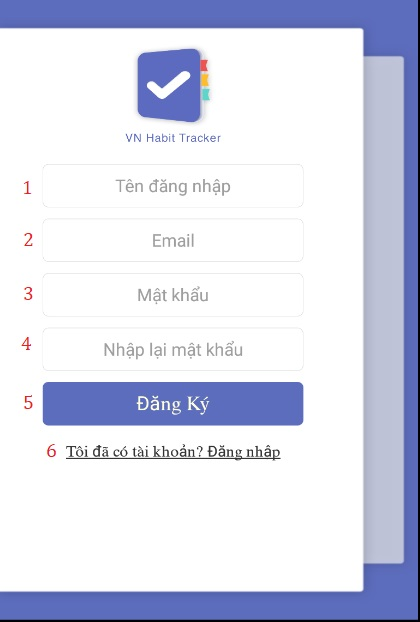 VN Habit Tracker
1 Tên đăng nhập
2 Email
3 Mật khẩu
4 Nhập lại mật khẩu
5 Đăng Ký
6 Tôi đã có tài khoản? Đăng nhâp